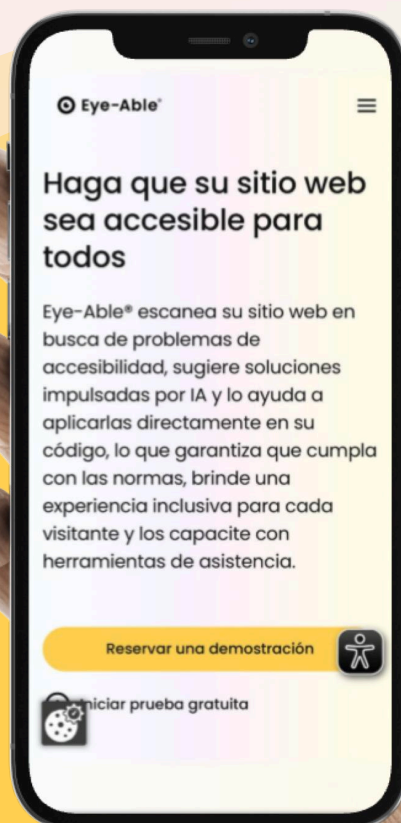 Eye-Able®
Haga que su sitio web
sea accesible para
todos
Eye-Able® escanea su sitio web en
busca de problemas de
accesibilidad, sugiere soluciones
impulsadas por IA y lo ayuda a
aplicarlas directamente en su
código, lo que garantiza que cumpla
con las normas, brinde una
experiencia inclusiva para cada
visitante y los capacite con
herramientas de asistencia.
Reservar una demostración
Iniciar prueba gratuita